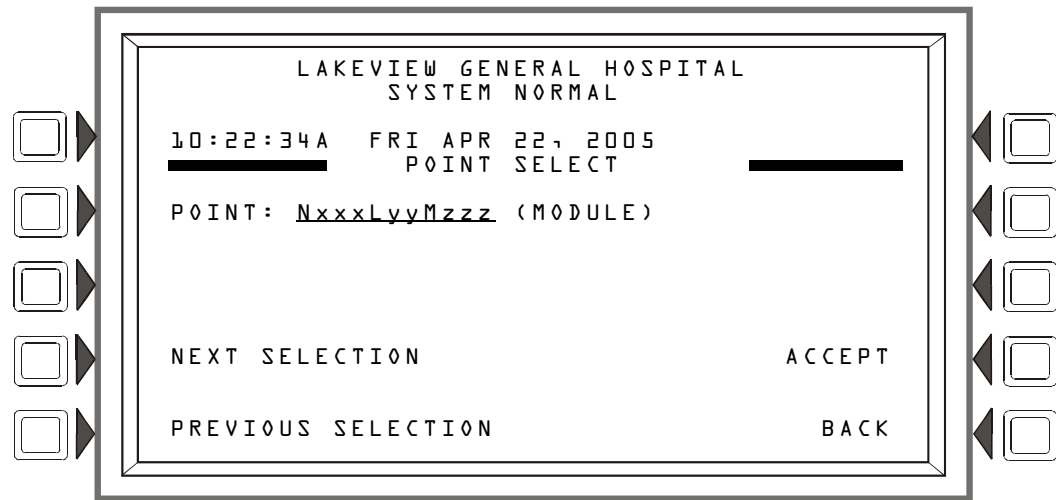 LAKEVIEW GENERAL HOSPITAL
SYSTEM NORMAL
10:22:34A FRI APR 22, 2005
POINT SELECT
POINT: NxxxLyyMzzz (MODULE)
NEXT SELECTION ACCEPT
PREVIOUS SELECTION BACK